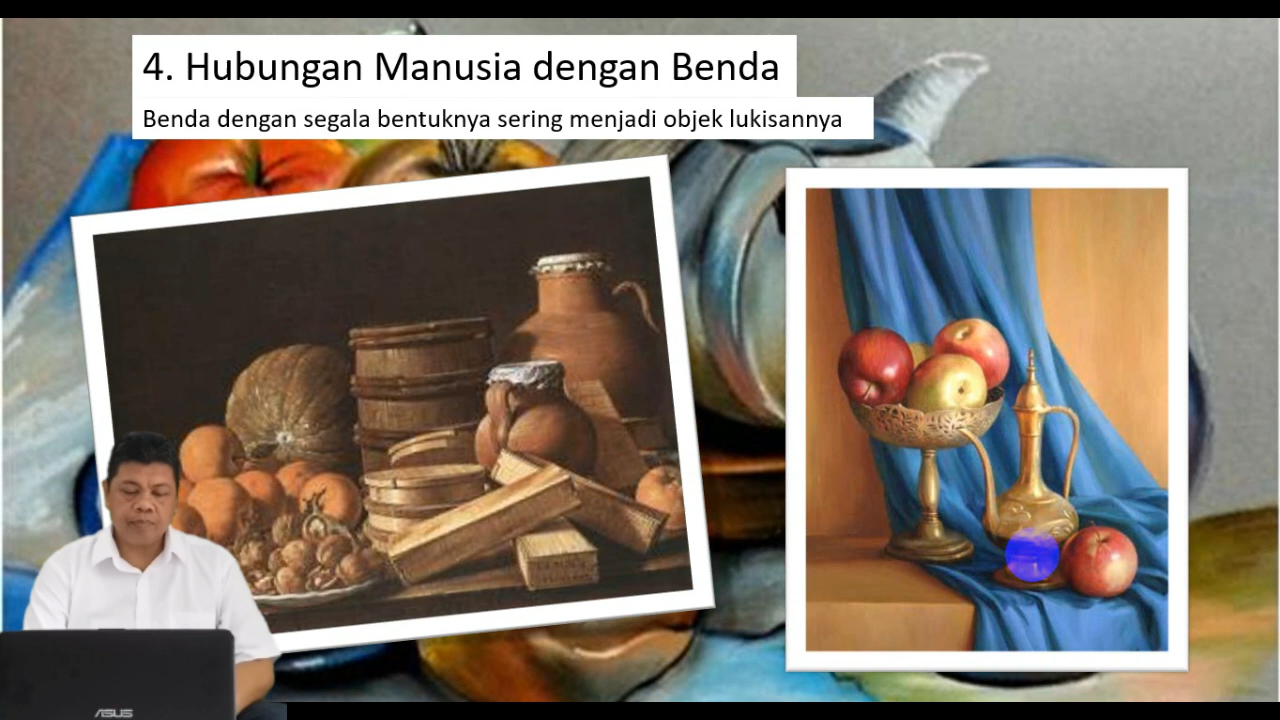 4. Hubungan Manusia dengan Benda
Benda dengan segala bentuknya sering menjadi objek lukisannya
ASUS